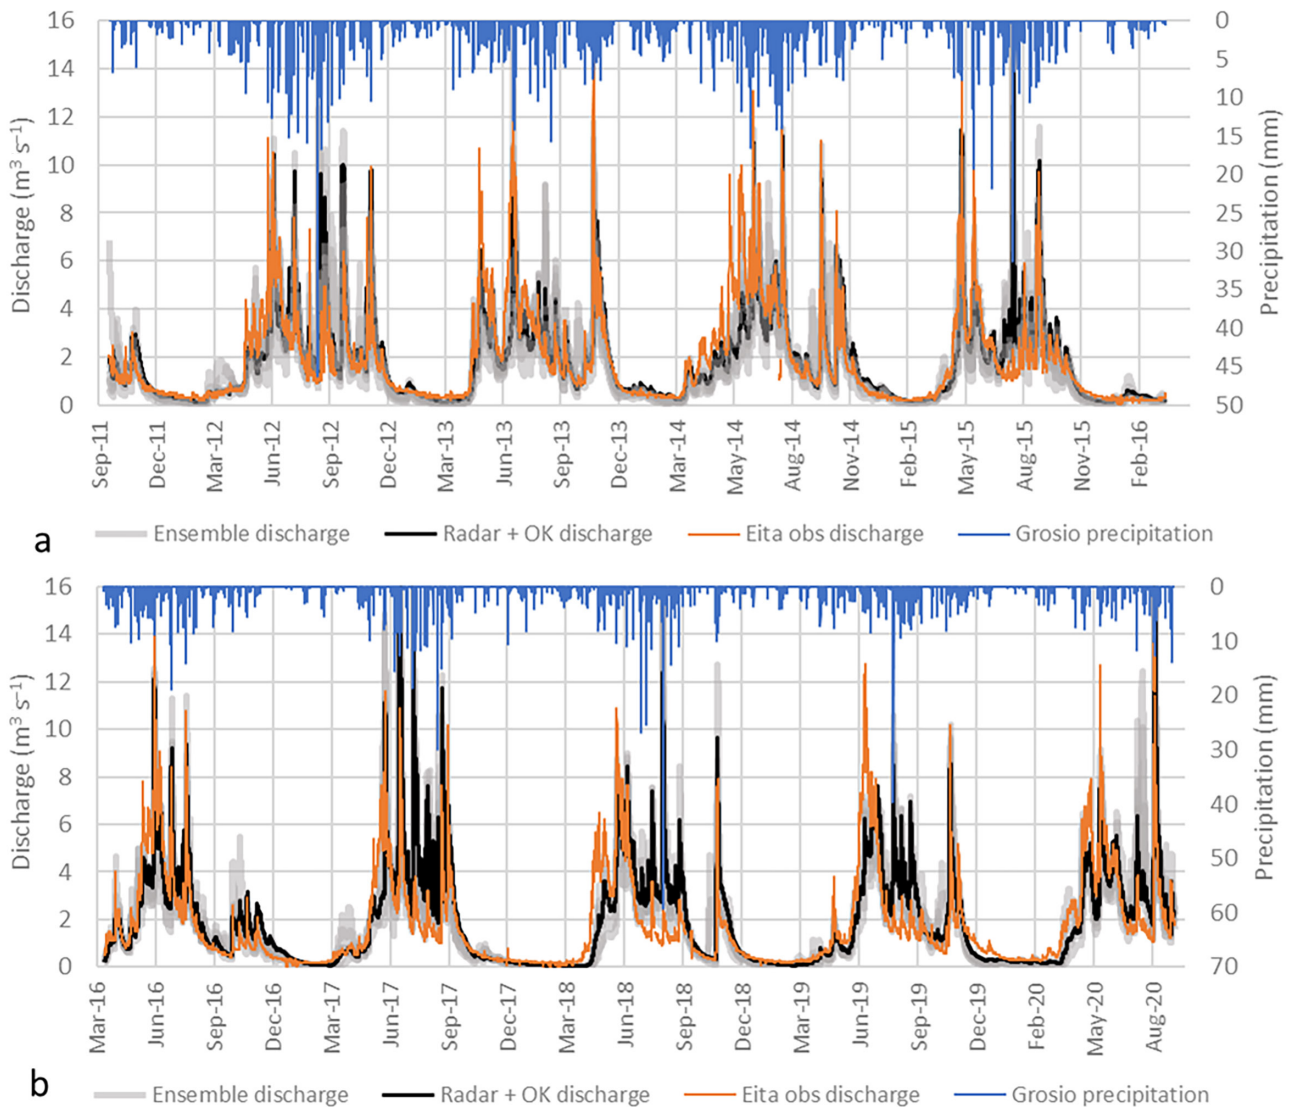 16 0
14 5
12 10
10 15
8 20
6 25
4 30
2 35
0 40
45
50
Discharge (m³ s⁻¹)
Precipitation (mm)
Sep-11 Dec-11 Mar-12 Jun-12 Sep-12 Dec-12 Mar-13 Jun-13 Sep-13 Dec-13 Mar-14 May-14 Aug-14 Nov-14 Feb-15 May-15 Aug-15 Nov-15 Feb-16
Ensemble discharge Radar + OK discharge Eita obs discharge Grosio precipitation
a
16 0
14 10
12 20
10 30
8 40
6 50
4 60
2 70
0
Discharge (m³ s⁻¹)
Precipitation (mm)
Mar-16 Jun-16 Sep-16 Dec-16 Mar-17 Jun-17 Sep-17 Dec-17 Mar-18 Jun-18 Sep-18 Dec-18 Mar-19 Jun-19 Sep-19 Dec-19 Feb-20 May-20 Aug-20
Ensemble discharge Radar + OK discharge Eita obs discharge Grosio precipitation
b